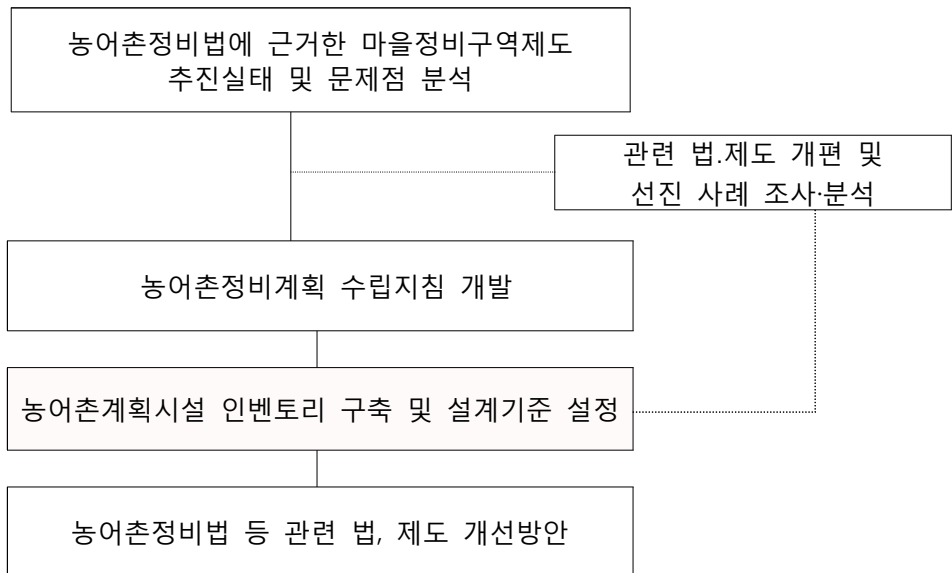 농어촌정비법에 근거한 마을정비구역제도
추진실태 및 문제점 분석
관련 법.제도 개편 및
선진 사례 조사·분석
농어촌정비계획 수립지침 개발
농어촌계획시설 인벤토리 구축 및 설계기준 설정
농어촌정비법 등 관련 법, 제도 개선방안